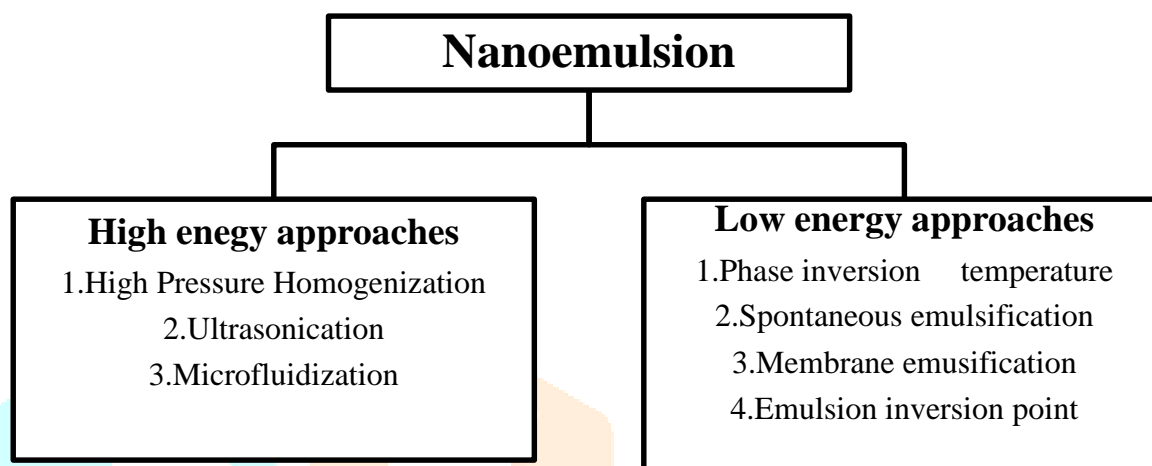 Nanoemulsion
High enegy approaches
1.High Pressure Homogenization
2.Ultrasonication
3.Microfluidization
Low energy approaches
1.Phase inversion temperature
2.Spontaneous emulsification
3.Membrane emusification
4.Emulsion inversion point